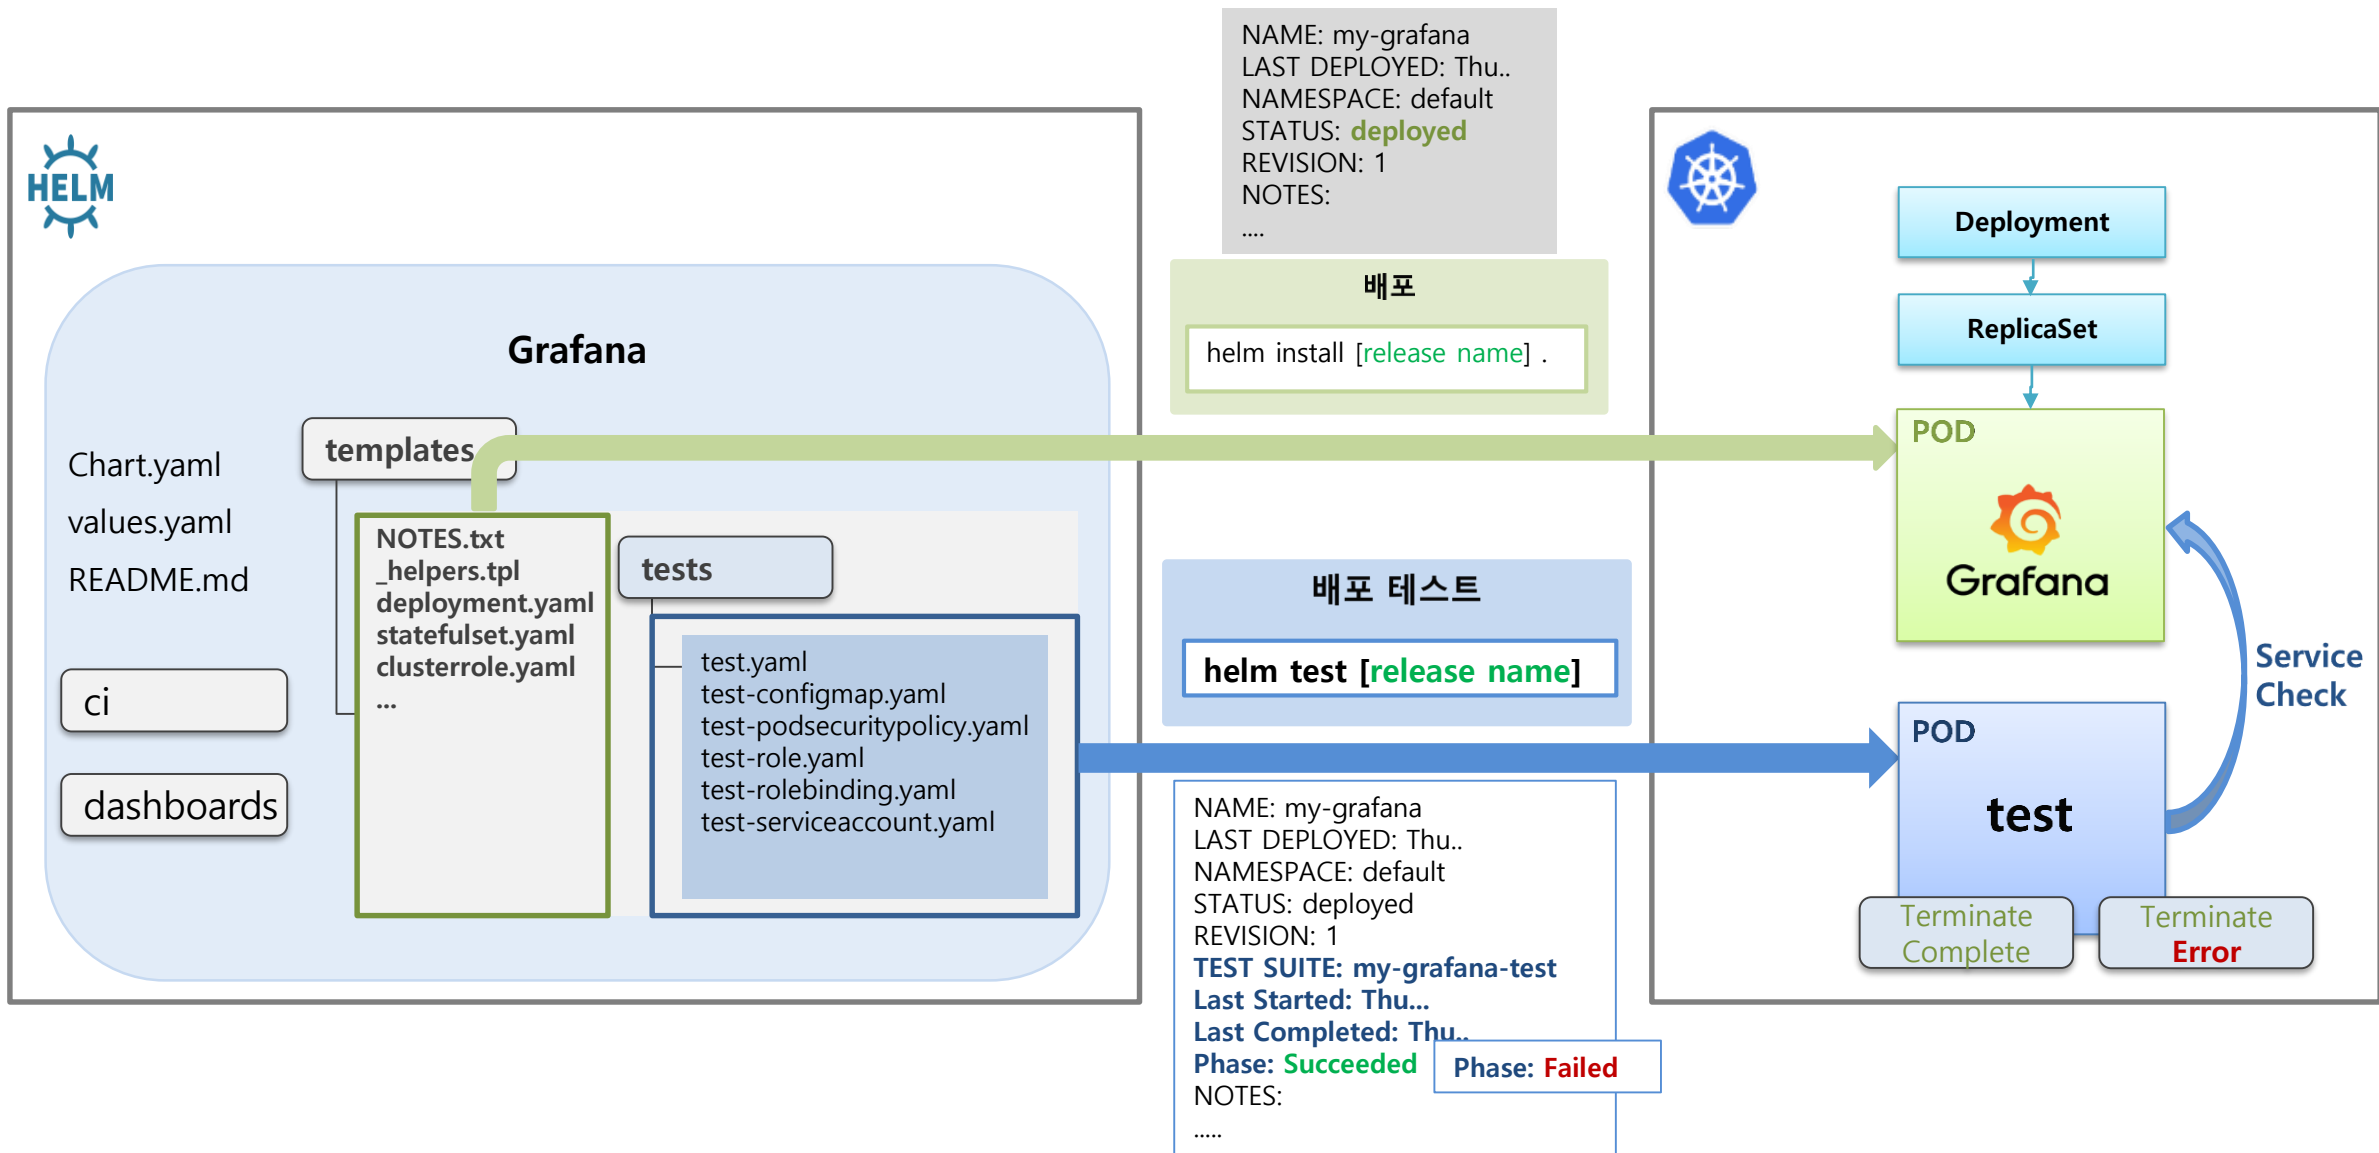 NAME: my-grafana
LAST DEPLOYED: Thu..
NAMESPACE: default
STATUS: deployed
REVISION: 1
NOTES:
....
HELM
Grafana
Chart.yaml
values.yaml
README.md
ci
dashboards
templates
NOTES.txt
_helpers.tpl
deployment.yaml
statefulset.yaml
clusterrole.yaml
...
tests
test.yaml
test-configmap.yaml
test-podsecuritypolicy.yaml
test-role.yaml
test-rolebinding.yaml
test-serviceaccount.yaml
배포
helm install [release name] .
배포 테스트
helm test [release name]
NAME: my-grafana
LAST DEPLOYED: Thu..
NAMESPACE: default
STATUS: deployed
REVISION: 1
TEST SUITE: my-grafana-test
Last Started: Thu...
Last Completed: Thu..
Phase: Succeeded
Phase: Failed
NOTES:
.....
Deployment
ReplicaSet
POD
Grafana
Service
Check
POD
test
Terminate
Complete
Terminate
Error